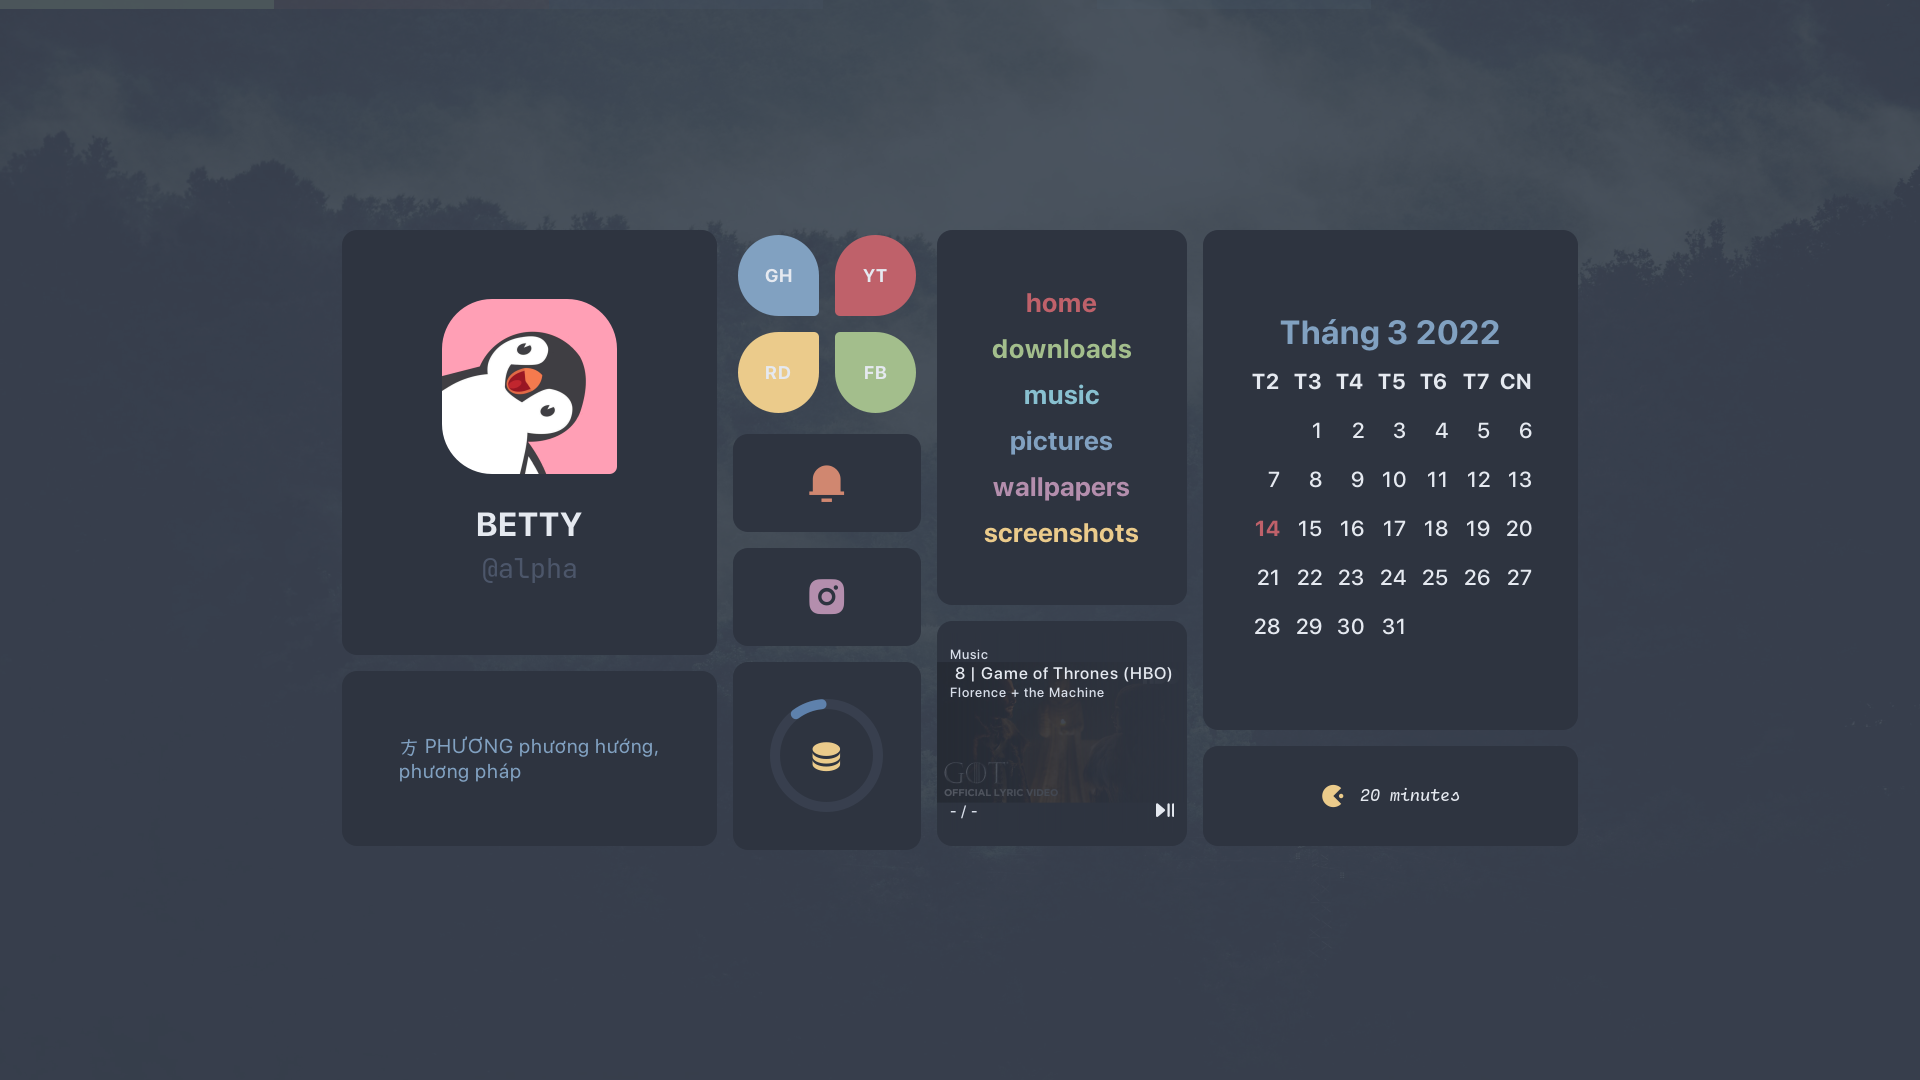 BETTY
@alpha
方 PHƯƠNG phương hướng,
phương pháp
GH
YT
RD
FB
home
downloads
music
pictures
wallpapers
screenshots
Music
8 | Game of Thrones (HBO)
Florence + the Machine
GOT
OFFICIAL LYRIC VIDEO
- / -
Tháng 3 2022
T2 T3 T4 T5 T6 T7 CN
1 2 3 4 5 6
7 8 9 10 11 12 13
14 15 16 17 18 19 20
21 22 23 24 25 26 27
28 29 30 31
20 minutes